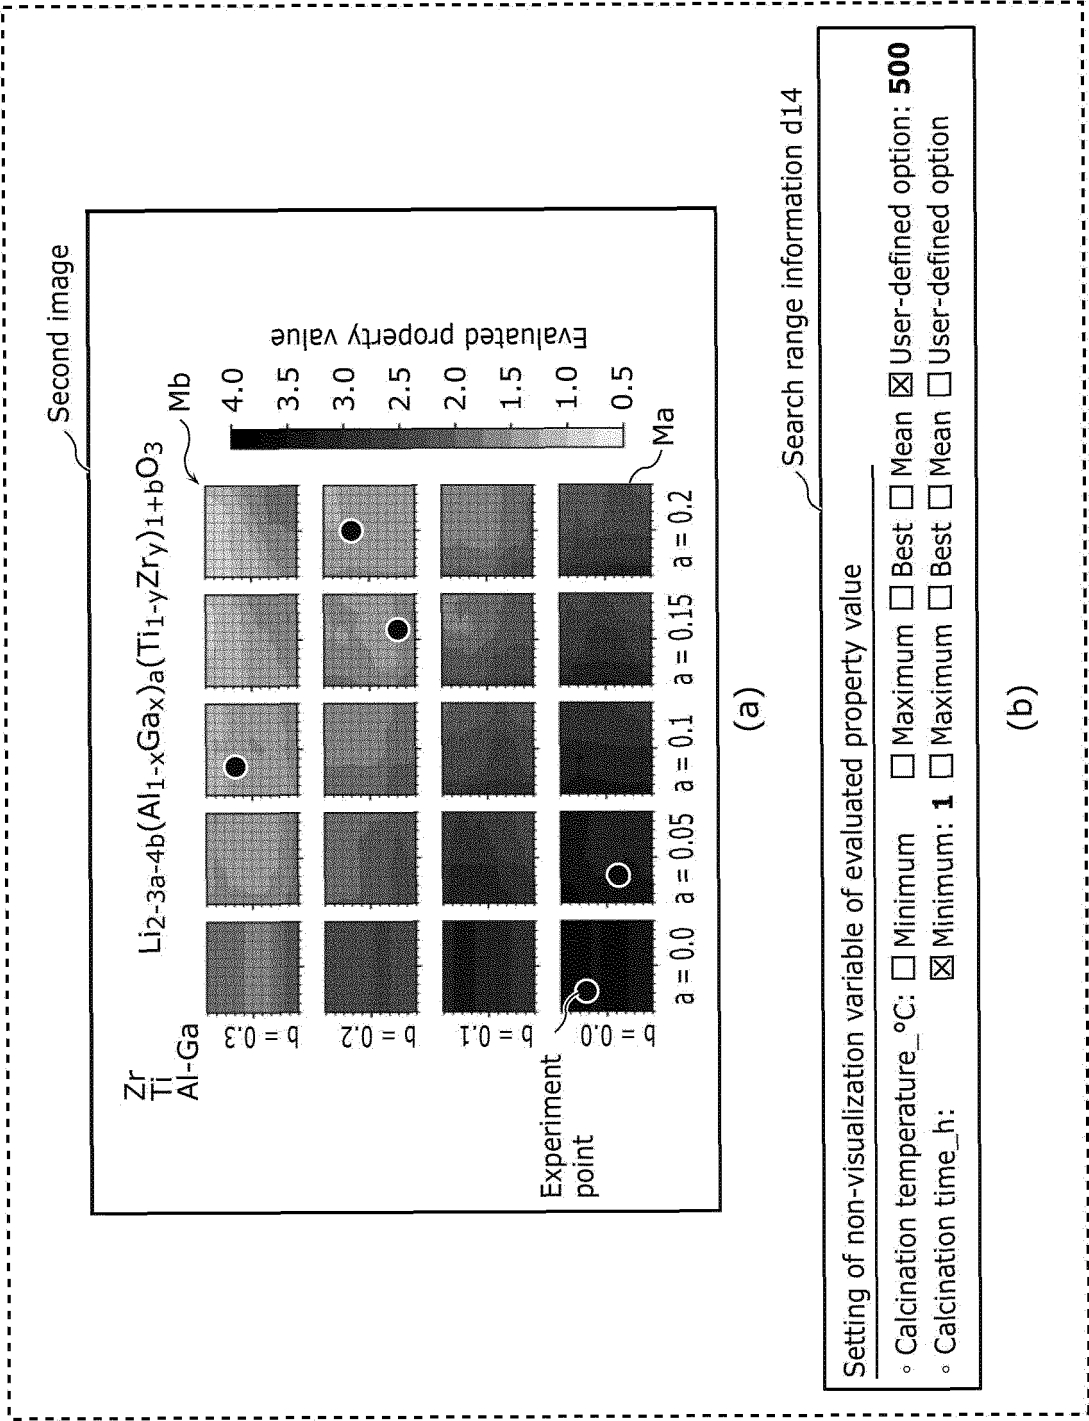 Second image
Zr
Ti
Al-Ga
Li2-3a-4b(Al1-xGax)a(Ti1-yZry)1+bO3
Mb
b = 0.3
b = 0.2
b = 0.1
b = 0.0
a = 0.0
a = 0.05
a = 0.1
a = 0.15
a = 0.2
Experiment
point
Ma
4.0
3.5
3.0
2.5
2.0
1.5
1.0
0.5
Evaluated property value
(a)
Search range information d14
Setting of non-visualization variable of evaluated property value
◦ Calcination temperature_°C: ☐ Minimum ☐ Maximum ☐ Best ☐ Mean ☒ User-defined option: 500
◦ Calcination time_h: ☒ Minimum: 1 ☐ Maximum ☐ Best ☐ Mean ☐ User-defined option
(b)